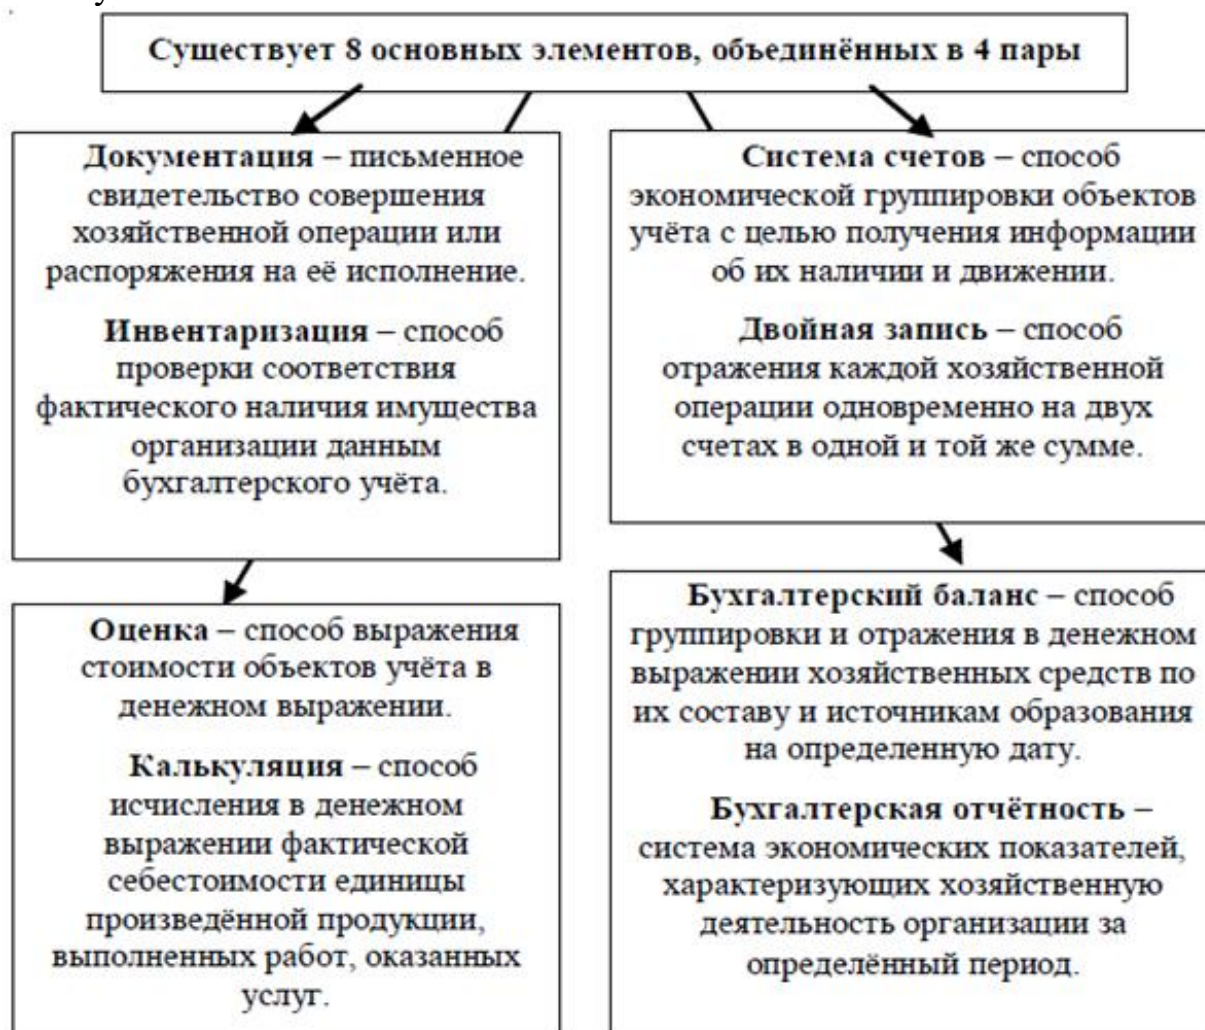 Существует 8 основных элементов, объединённых в 4 пары
Документация – письменное
свидетельство совершения
хозяйственной операции или
распоряжения на её исполнение.
Инвентаризация – способ
проверки соответствия
фактического наличия имущества
организации данным
бухгалтерского учёта.
Система счетов – способ
экономической группировки объектов
учёта с целью получения информации
об их наличии и движении.
Двойная запись – способ
отражения каждой хозяйственной
операции одновременно на двух
счетах в одной и той же сумме.
Оценка – способ выражения
стоимости объектов учёта в
денежном выражении.
Калькуляция – способ
исчисления в денежном
выражении фактической
себестоимости единицы
произведённой продукции,
выполненных работ, оказанных
услуг.
Бухгалтерский баланс – способ
группировки и отражения в денежном
выражении хозяйственных средств по
их составу и источникам образования
на определенную дату.
Бухгалтерская отчётность –
система экономических показателей,
характеризующих хозяйственную
деятельность организации за
определённый период.